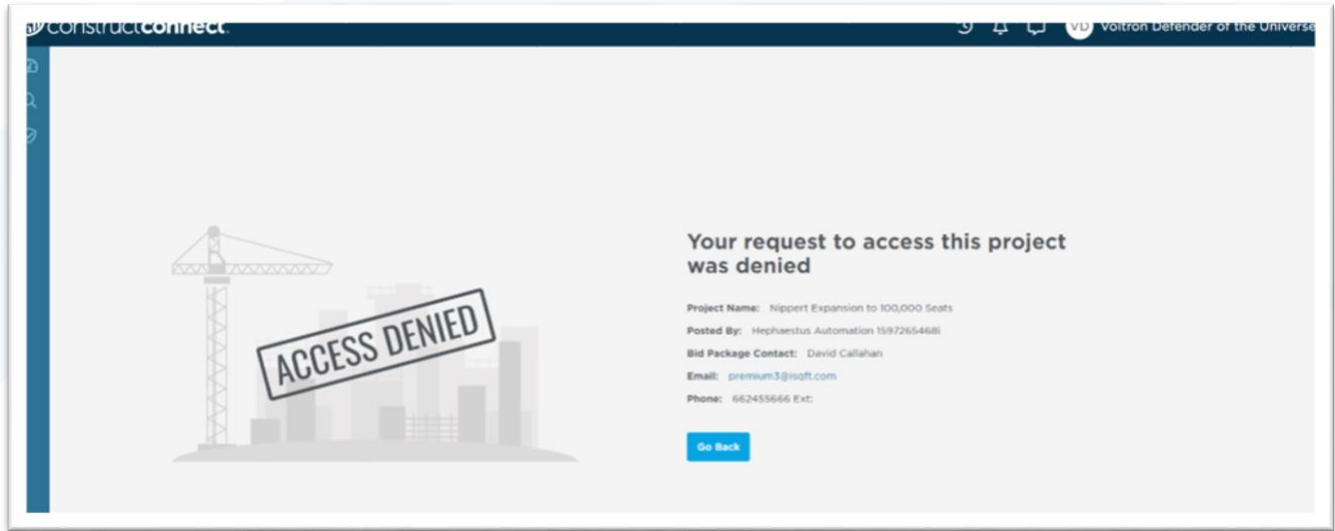 constructconnect.
VD Voltron Defender of the Universe
ACCESS DENIED
Your request to access this project
was denied
Project Name: Nippert Expansion to 100,000 Seats
Posted By: Hephaestus Automation 1597265468i
Bid Package Contact: David Callahan
Email: premium3@isqft.com
Phone: 662455666 Ext:
Go Back